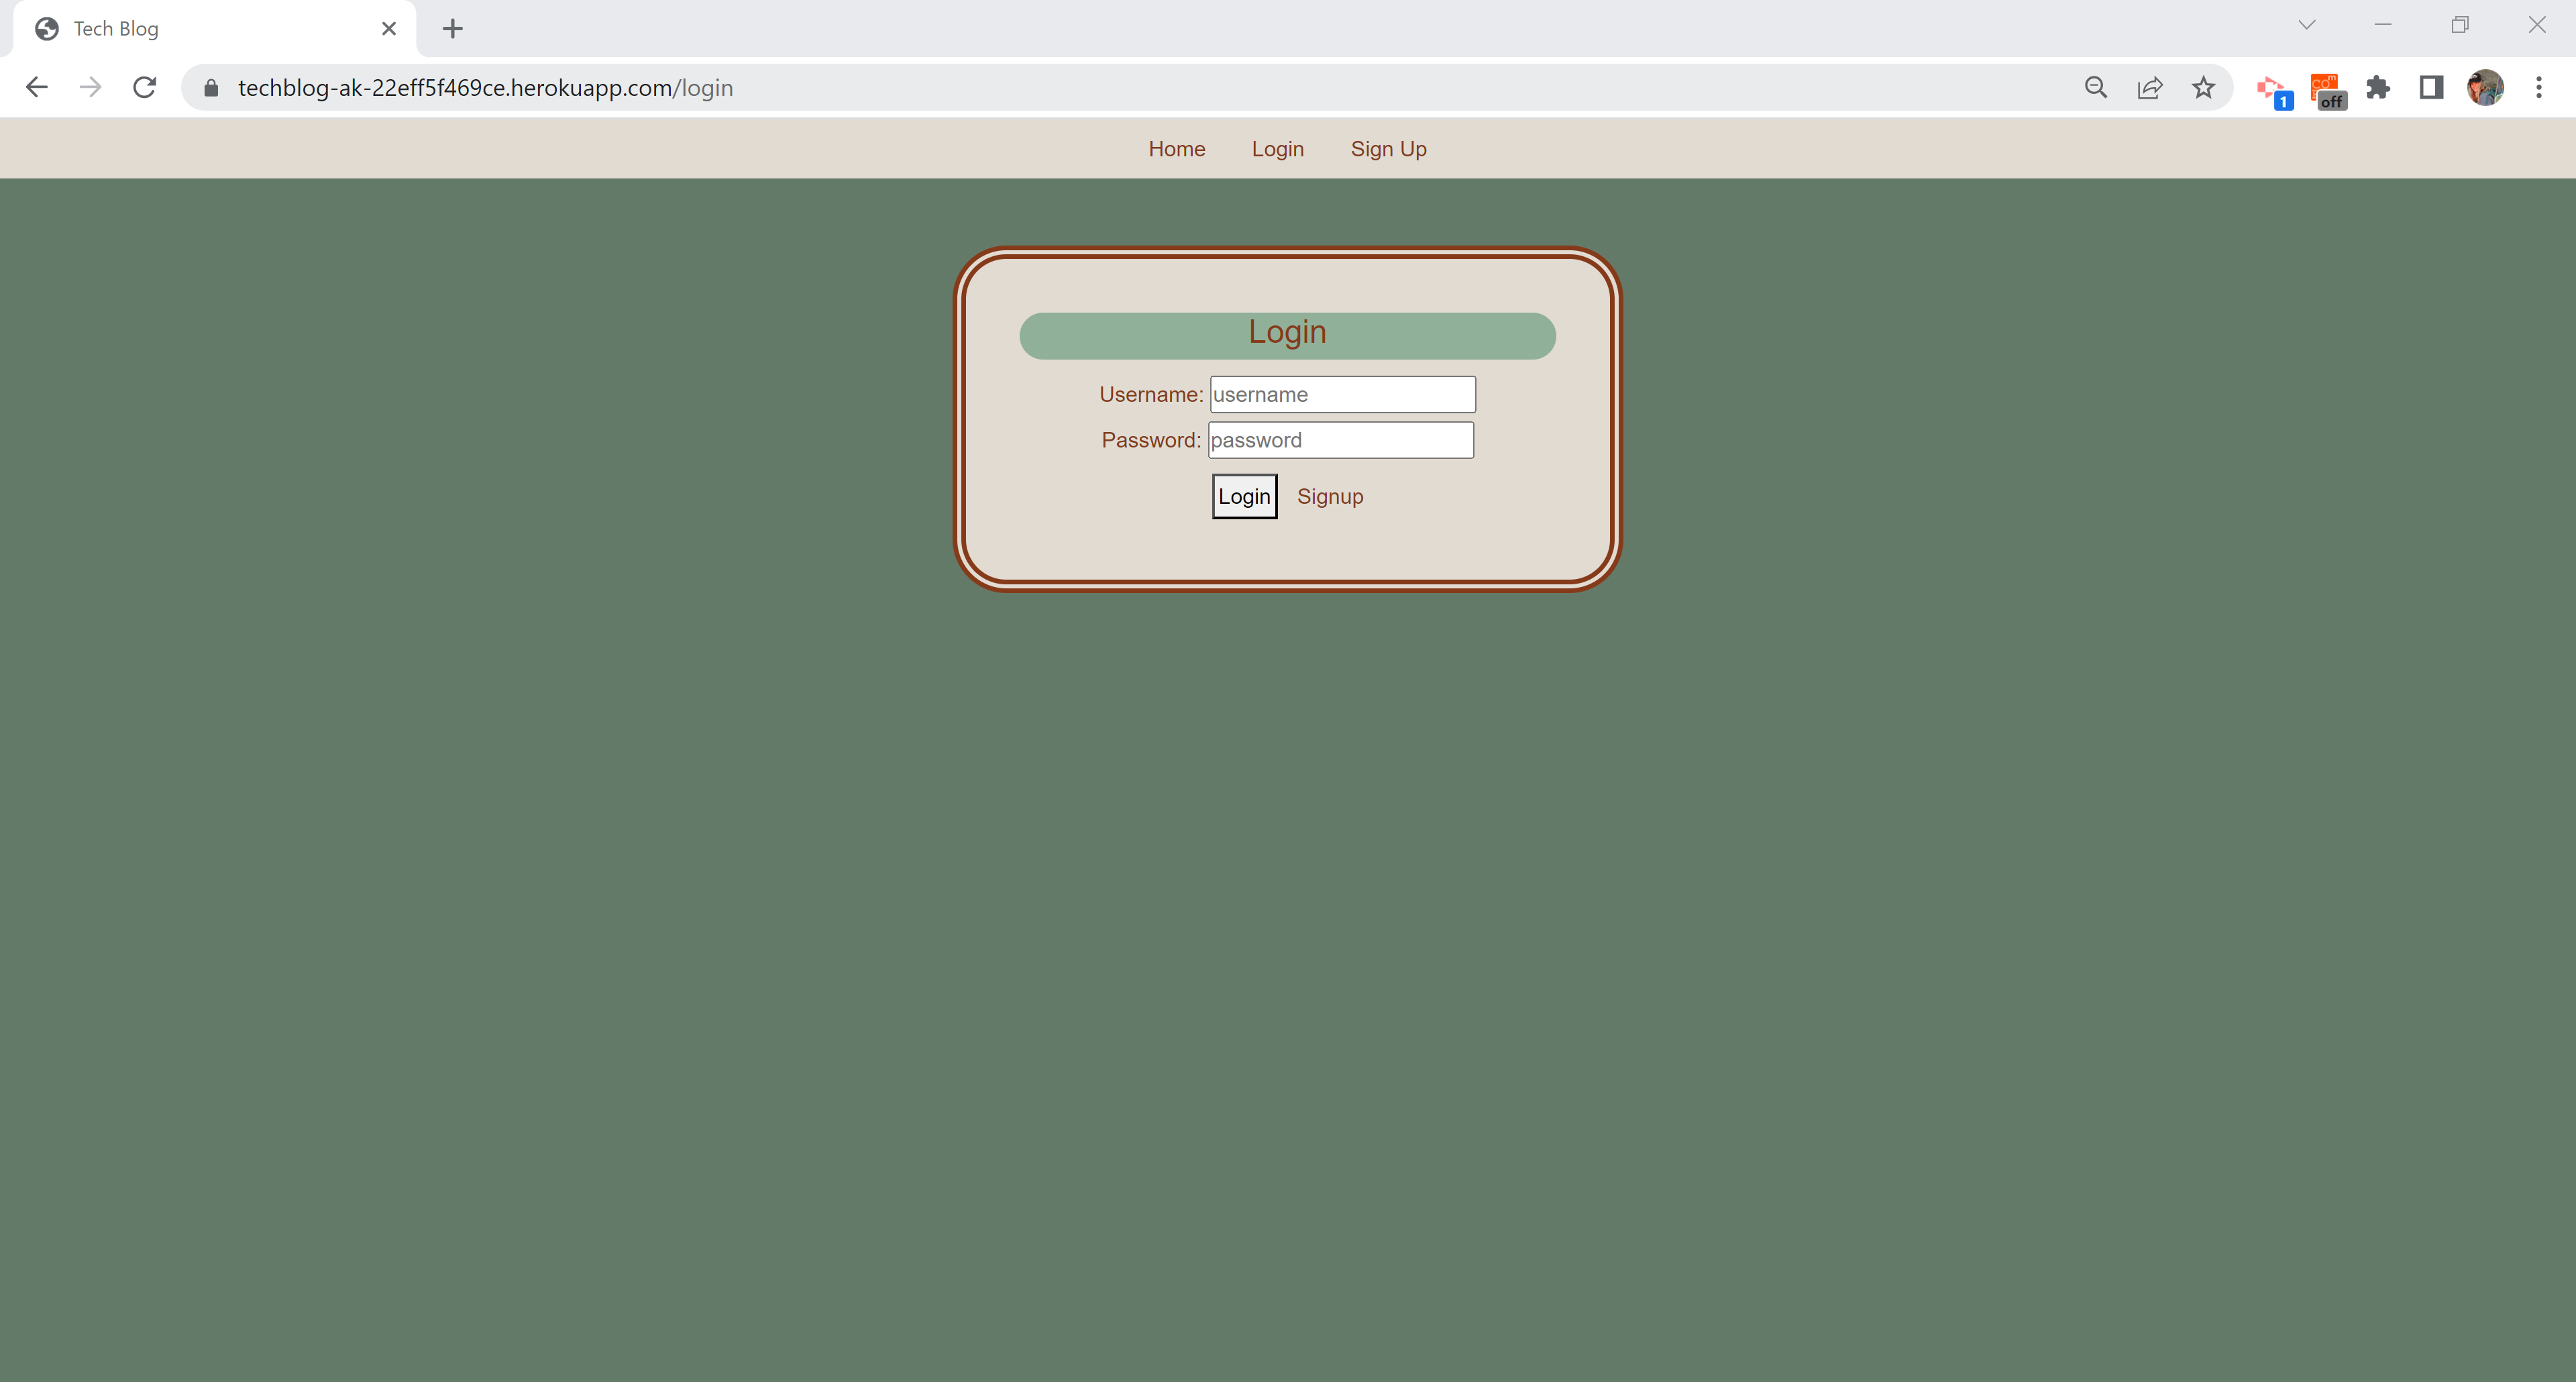 Tech Blog
techblog-ak-22eff5f469ce.herokuapp.com/login
1
off
Home Login Sign Up
Login
Username: username
Password: password
Login Signup